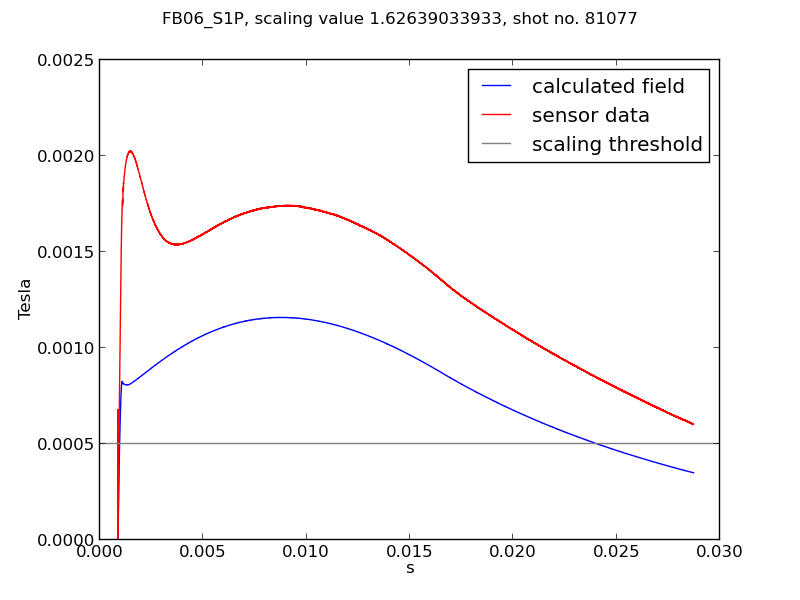 FB06_S1P, scaling value 1.62639033933, shot no. 81077
calculated field
sensor data
scaling threshold
Tesla
0.0025
0.0020
0.0015
0.0010
0.0005
0.0000
0.000 0.005 0.010 0.015 0.020 0.025 0.030
s